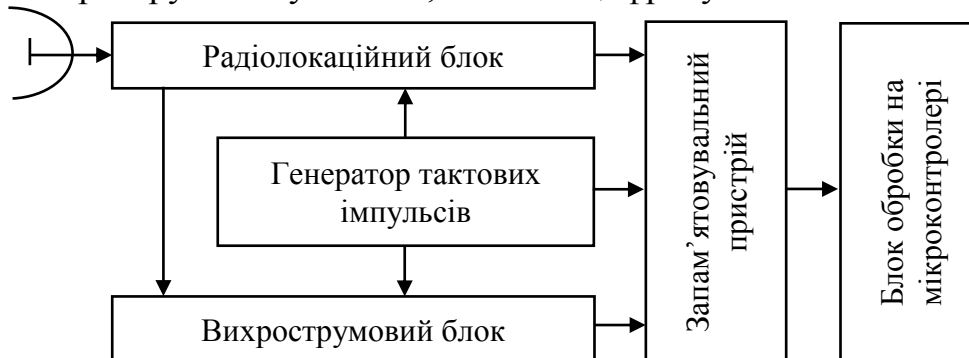 Радіолокаційний блок
Генератор тактових
імпульсів
Вихрострумовий блок
Запам’ятовувальний
пристрій
Блок обробки на
мікроконтролері